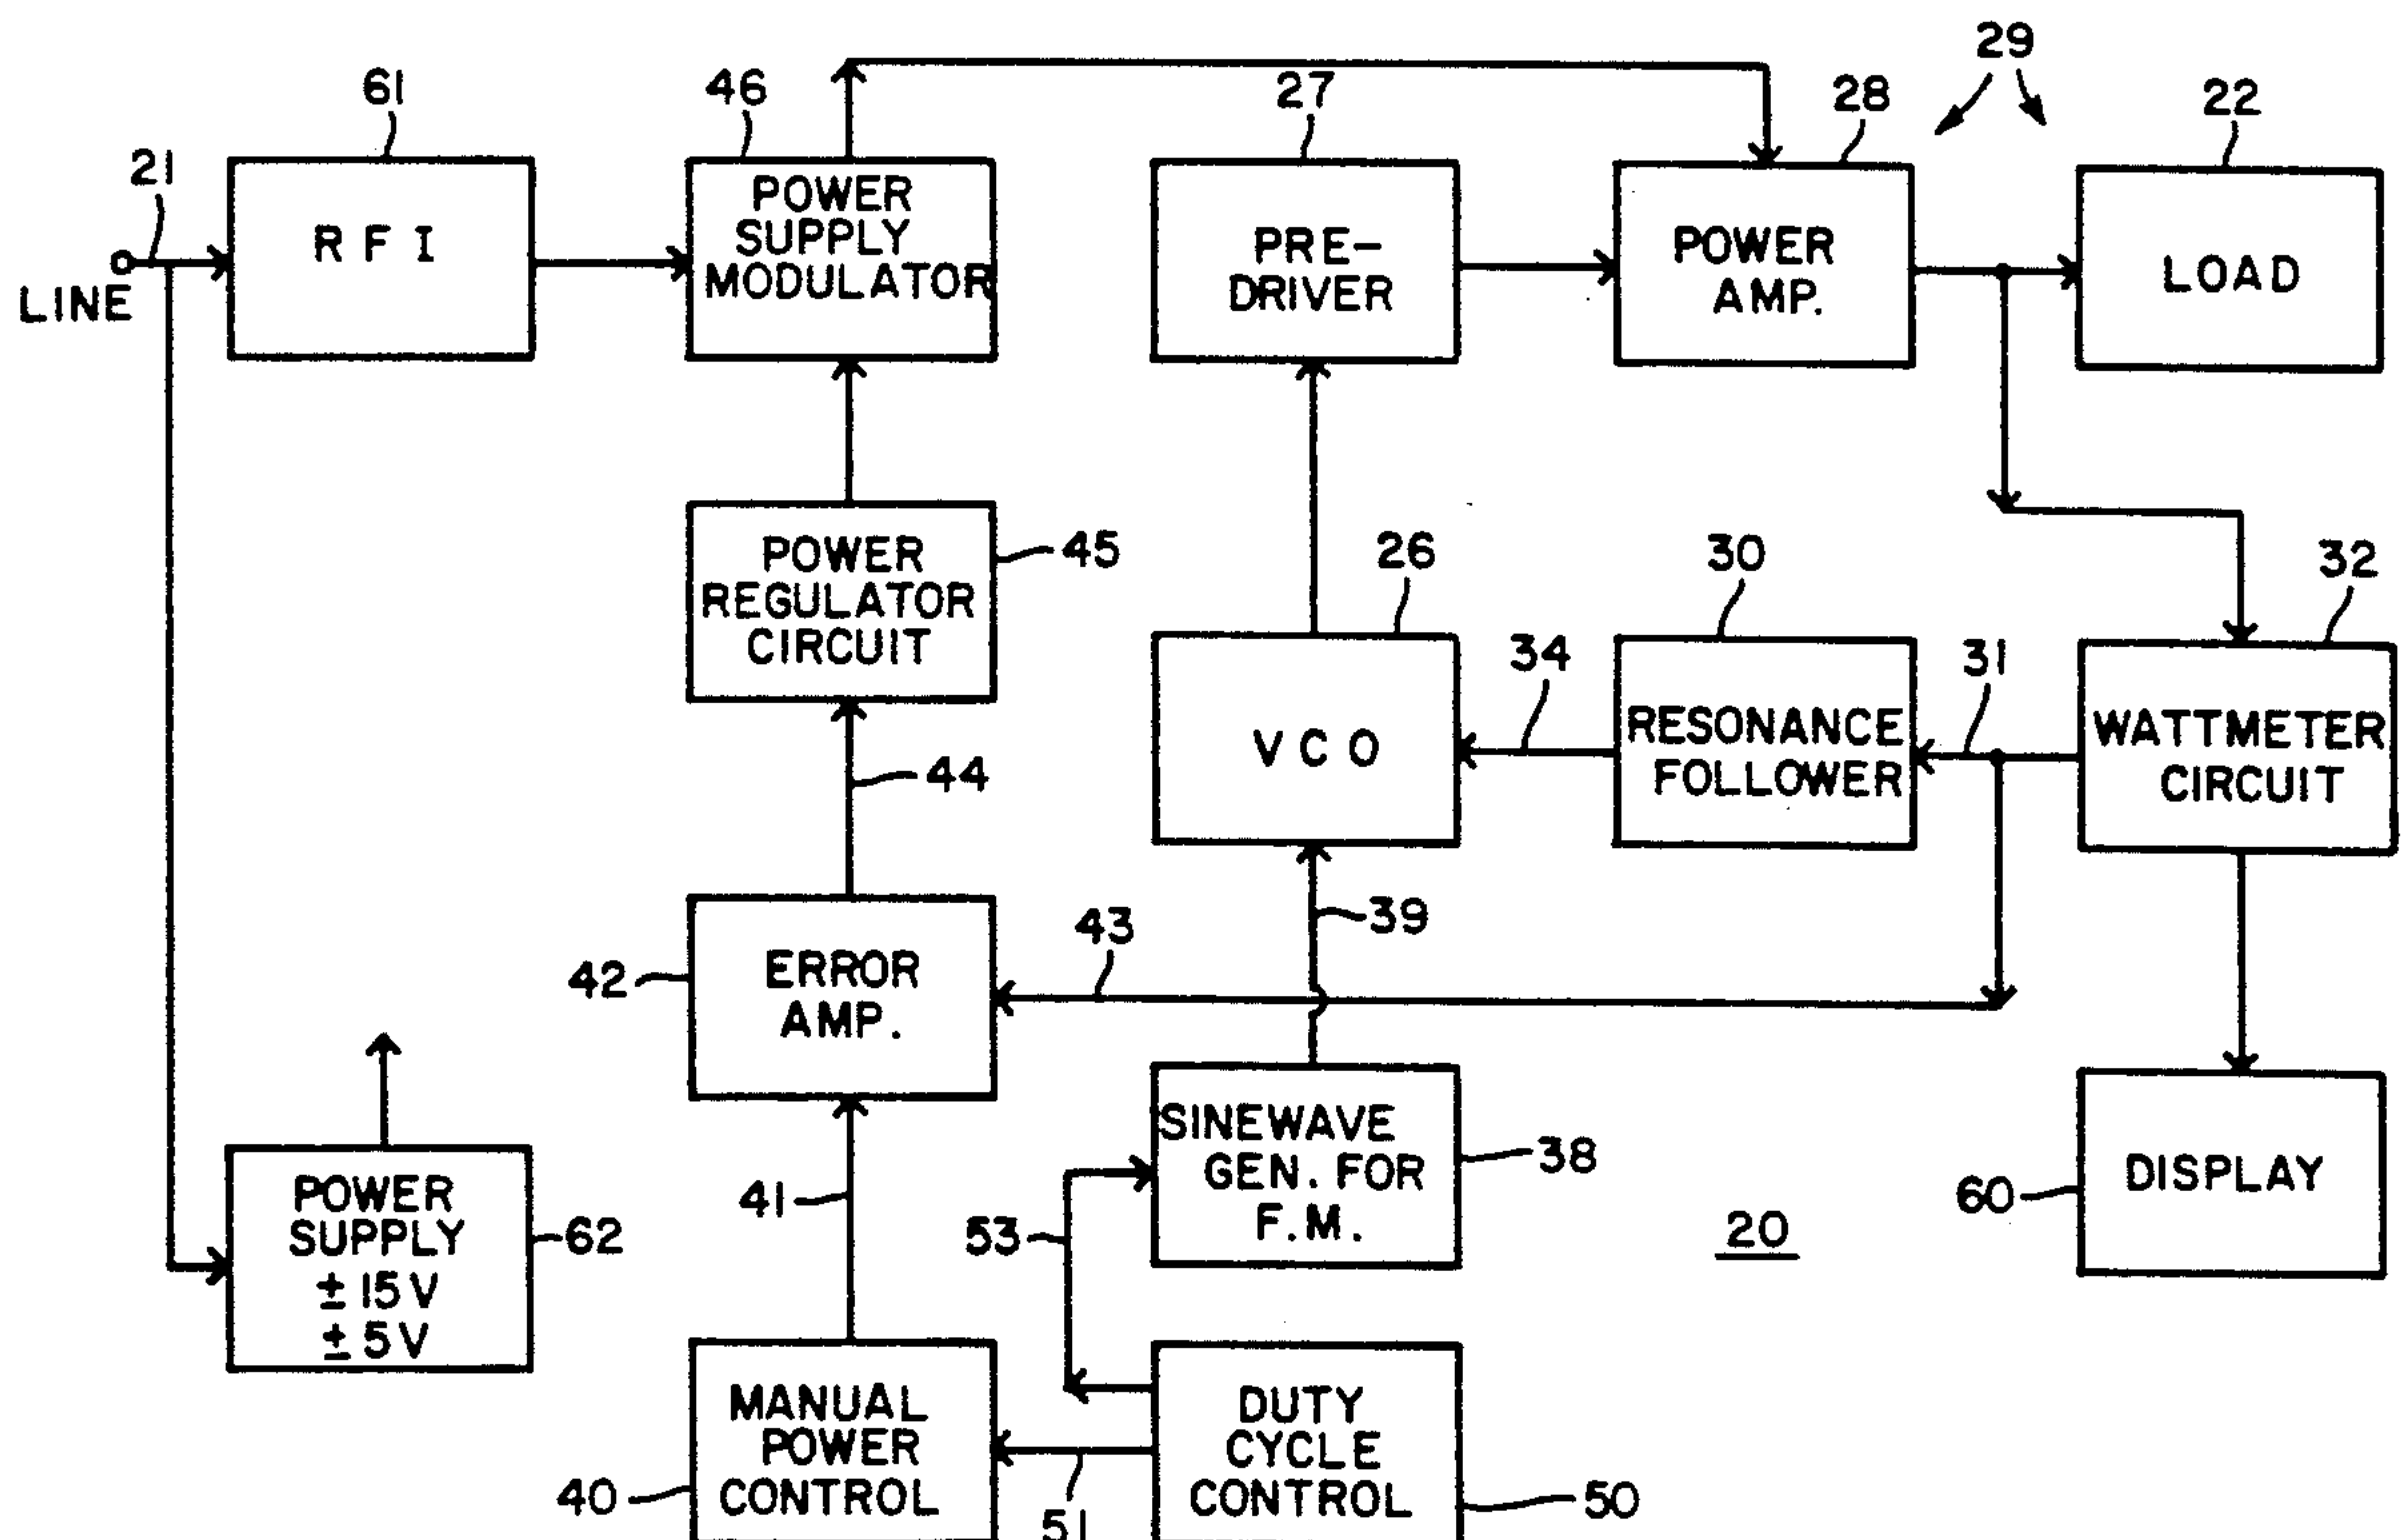 29
61
46
27
28
22
21
LINE
R F I
POWER
SUPPLY
MODULATOR
PRE-
DRIVER
POWER
AMP.
LOAD
POWER
REGULATOR
CIRCUIT
45
26
30
32
34
31
VCO
RESONANCE
FOLLOWER
WATTMETER
CIRCUIT
44
39
43
42
ERROR
AMP.
SINEWAVE
GEN. FOR
F.M.
38
41
53
20
60
DISPLAY
POWER
SUPPLY
± 15V
± 5V
62
MANUAL
POWER
CONTROL
40
51
DUTY
CYCLE
CONTROL
50